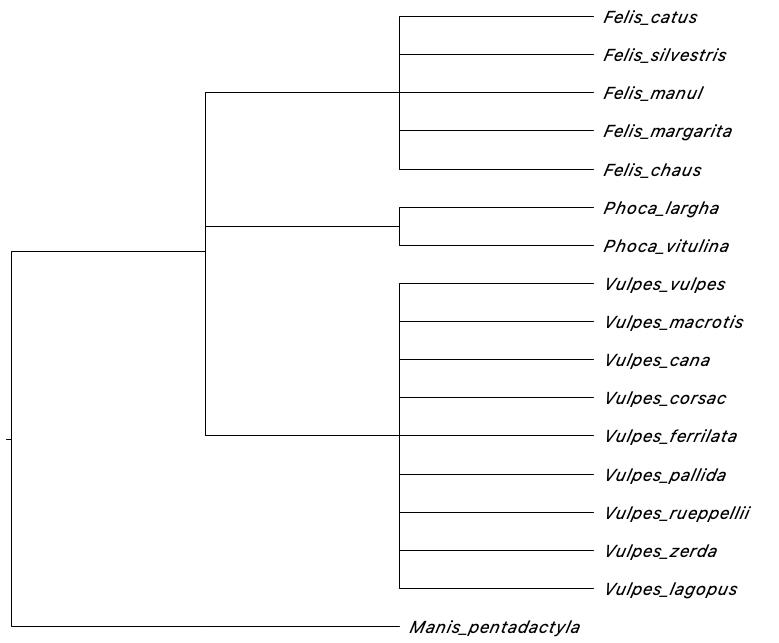 Felis_catus
Felis_silvestris
Felis_manul
Felis_margarita
Felis_chaus
Phoca_largha
Phoca_vitulina
Vulpes_vulpes
Vulpes_macrotis
Vulpes_cana
Vulpes_corsac
Vulpes_ferrilata
Vulpes_pallida
Vulpes_rueppellii
Vulpes_zerda
Vulpes_lagopus
Manis_pentadactyla